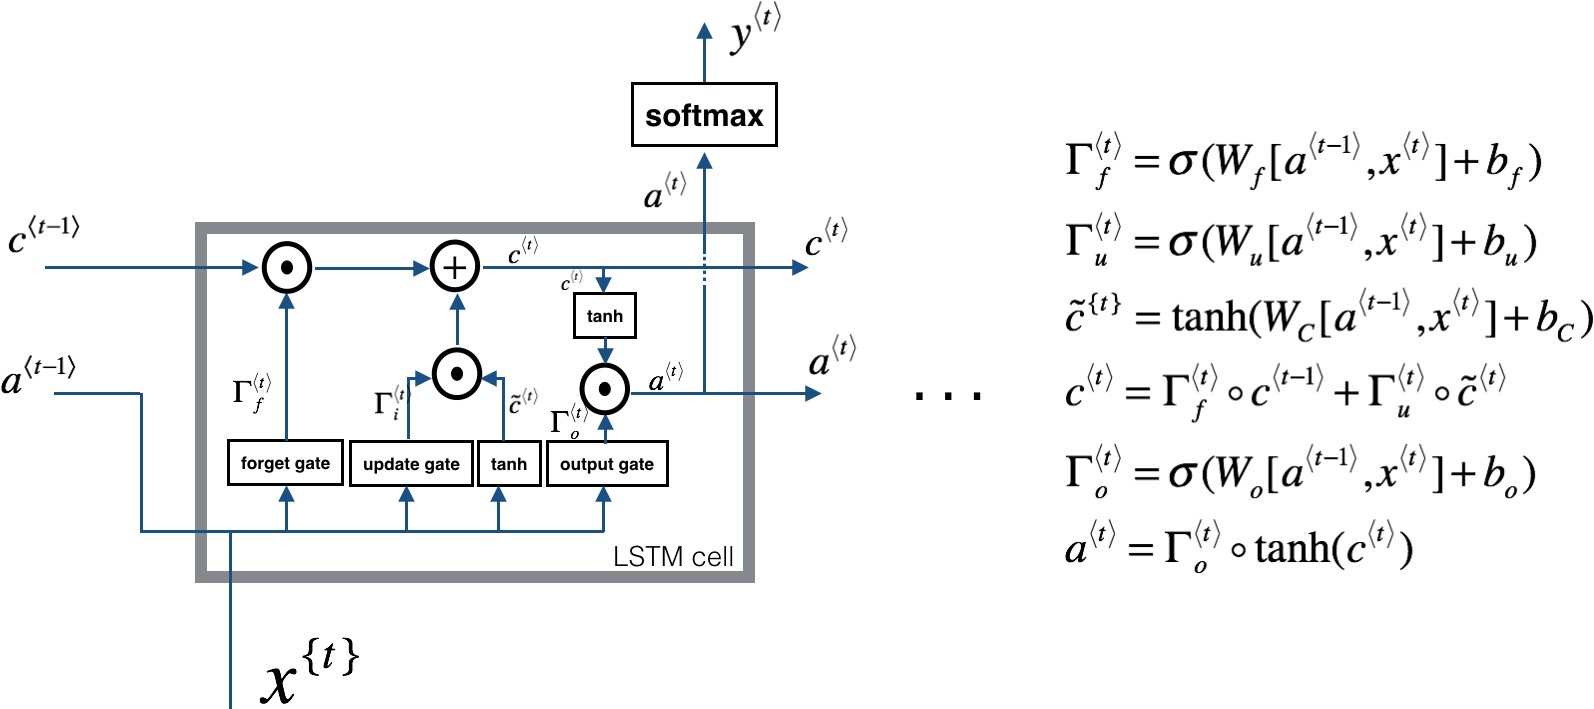 y⟨t⟩
softmax
a⟨t⟩
c⟨t−1⟩
c⟨t⟩
c⟨t⟩
c⟨t⟩
tanh
a⟨t−1⟩
a⟨t⟩
a⟨t⟩
Γf⟨t⟩
Γi⟨t⟩
c̃⟨t⟩
Γo⟨t⟩
forget gate
update gate
tanh
output gate
LSTM cell
x{t}
...
Γf⟨t⟩ = σ(Wf[a⟨t−1⟩, x⟨t⟩] + bf)
Γu⟨t⟩ = σ(Wu[a⟨t−1⟩, x⟨t⟩] + bu)
c̃{t} = tanh(WC[a⟨t−1⟩, x⟨t⟩] + bC)
c⟨t⟩ = Γf⟨t⟩ ∘ c⟨t−1⟩ + Γu⟨t⟩ ∘ c̃⟨t⟩
Γo⟨t⟩ = σ(Wo[a⟨t−1⟩, x⟨t⟩] + bo)
a⟨t⟩ = Γo⟨t⟩ ∘ tanh(c⟨t⟩)